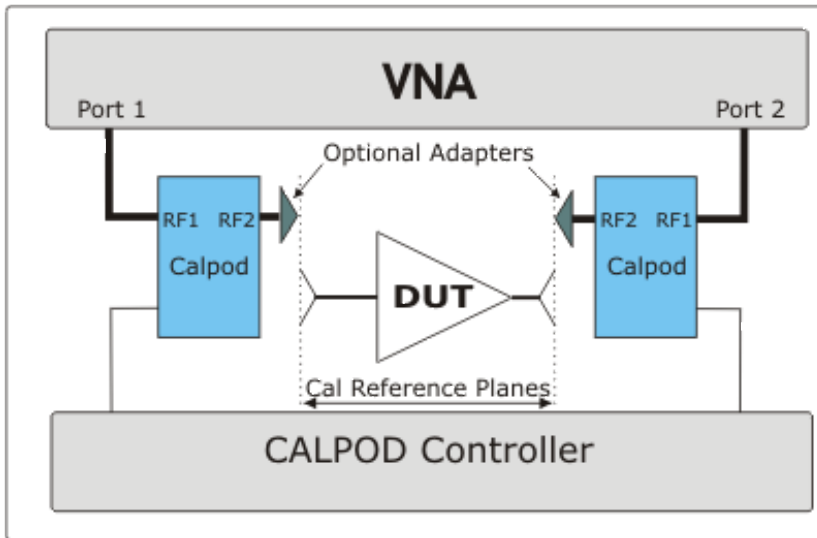 VNA
Port 1
Port 2
Optional Adapters
RF1 RF2
Calpod
RF2 RF1
Calpod
DUT
Cal Reference Planes
CALPOD Controller